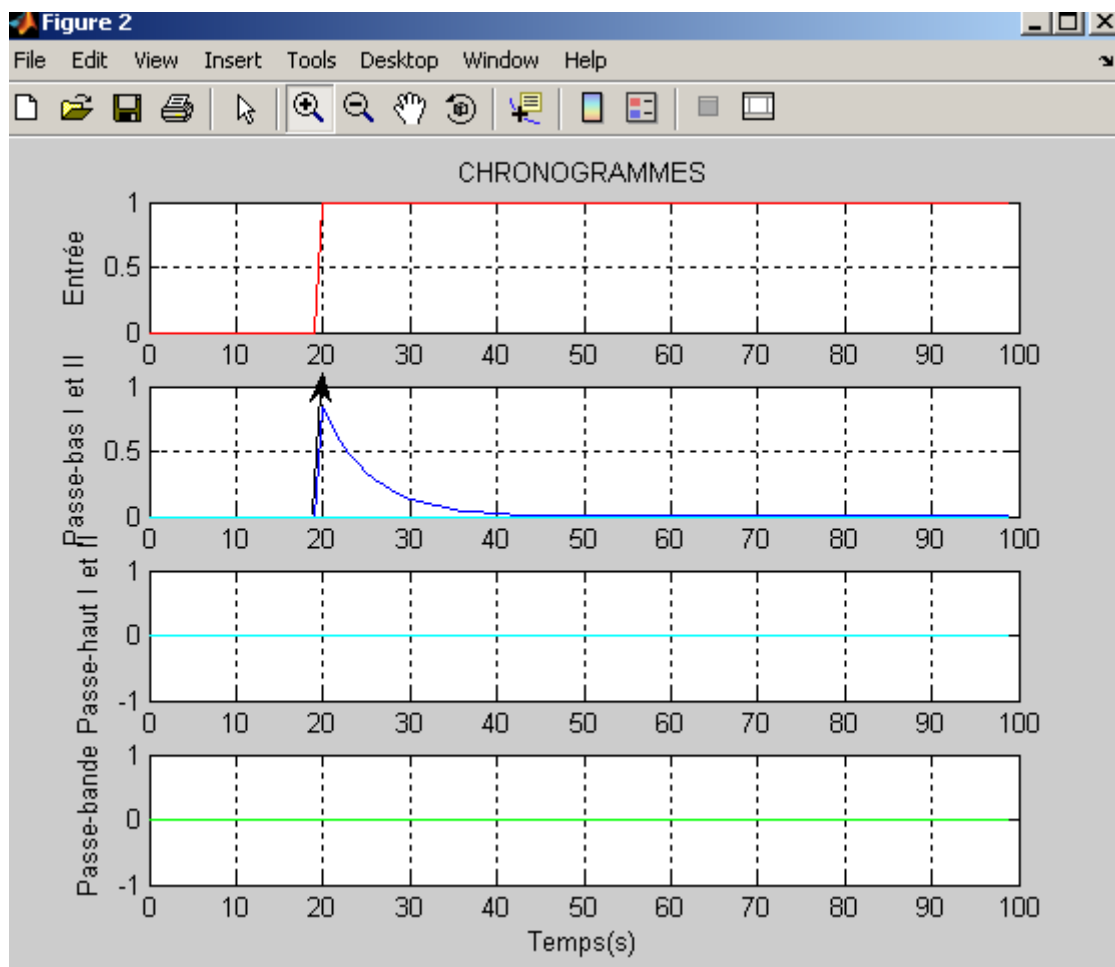 Figure 2
File Edit View Insert Tools Desktop Window Help
CHRONOGRAMMES
Entrée
1
0.5
0
0 10 20 30 40 50 60 70 80 90 100
Passe-bas I et II
1
0.5
0
0 10 20 30 40 50 60 70 80 90 100
Passe-haut I et II
1
0
-1
0 10 20 30 40 50 60 70 80 90 100
Passe-bande
1
0
-1
0 10 20 30 40 50 60 70 80 90 100
Temps(s)